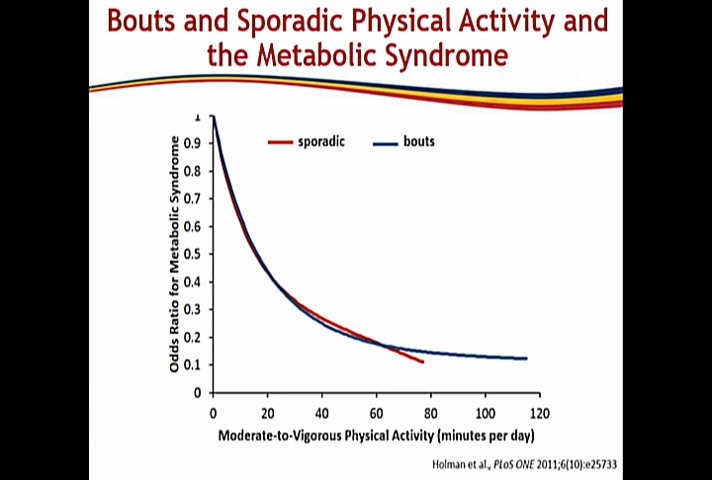 Bouts and Sporadic Physical Activity and
the Metabolic Syndrome
sporadic
bouts
Odds Ratio for Metabolic Syndrome
1
0.9
0.8
0.7
0.6
0.5
0.4
0.3
0.2
0.1
0
0 20 40 60 80 100 120
Moderate-to-Vigorous Physical Activity (minutes per day)
Holman et al., PLoS ONE 2011;6(10):e25733